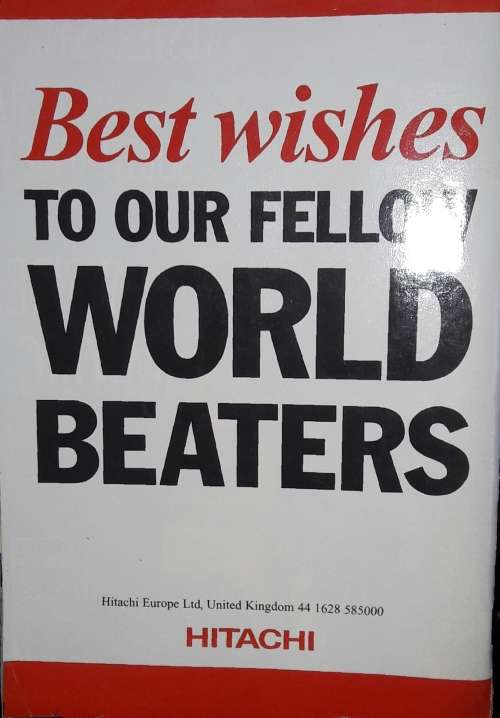 Best wishes
TO OUR FELLOW
WORLD
BEATERS
Hitachi Europe Ltd, United Kingdom 44 1628 585000
HITACHI